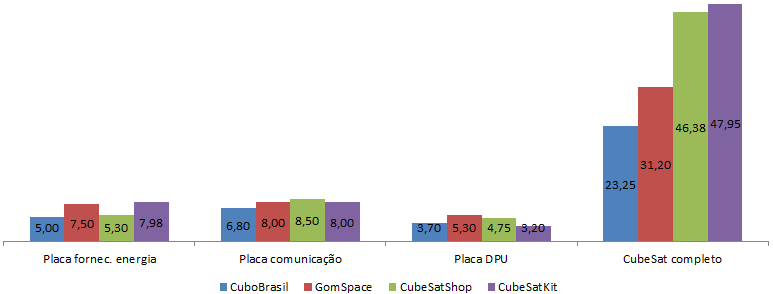 5,00 7,50 5,30 7,98
6,80 8,00 8,50 8,00
3,70 5,30 4,75 3,20
23,25 31,20 46,38 47,95
Placa fornec. energia Placa comunicação Placa DPU CubeSat completo
CuboBrasil GomSpace CubeSatShop CubeSatKit